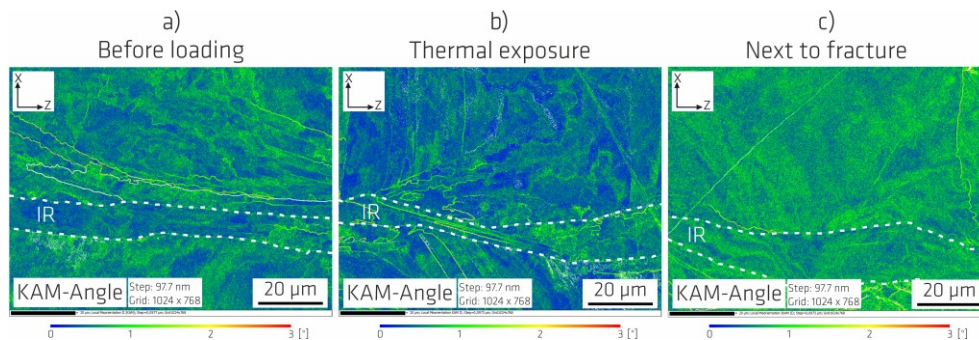 a)
Before loading
b)
Thermal exposure
c)
Next to fracture
X
Z
IR
KAM-Angle
Step: 97.7 nm
Grid: 1024 x 768
20 µm
X
Z
IR
KAM-Angle
Step: 97.7 nm
Grid: 1024 x 768
20 µm
X
Z
IR
KAM-Angle
Step: 97.7 nm
Grid: 1024 x 768
20 µm
0 1 2 3 [°]
0 1 2 3 [°]
0 1 2 3 [°]